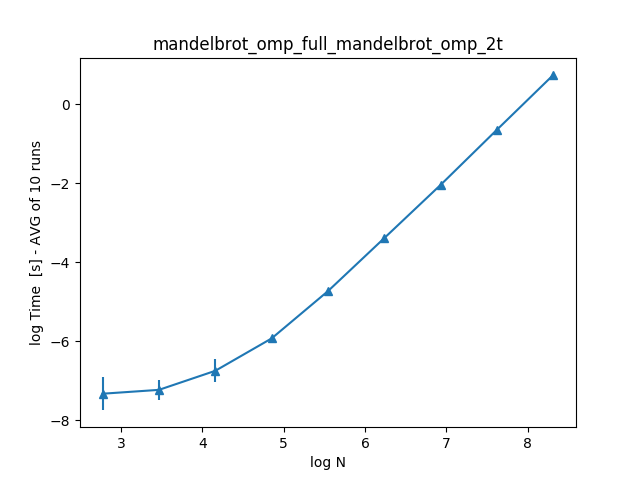 mandelbrot_omp_full_mandelbrot_omp_2t
log Time  [s] - AVG of 10 runs
0
−2
−4
−6
−8
3 4 5 6 7 8
log N